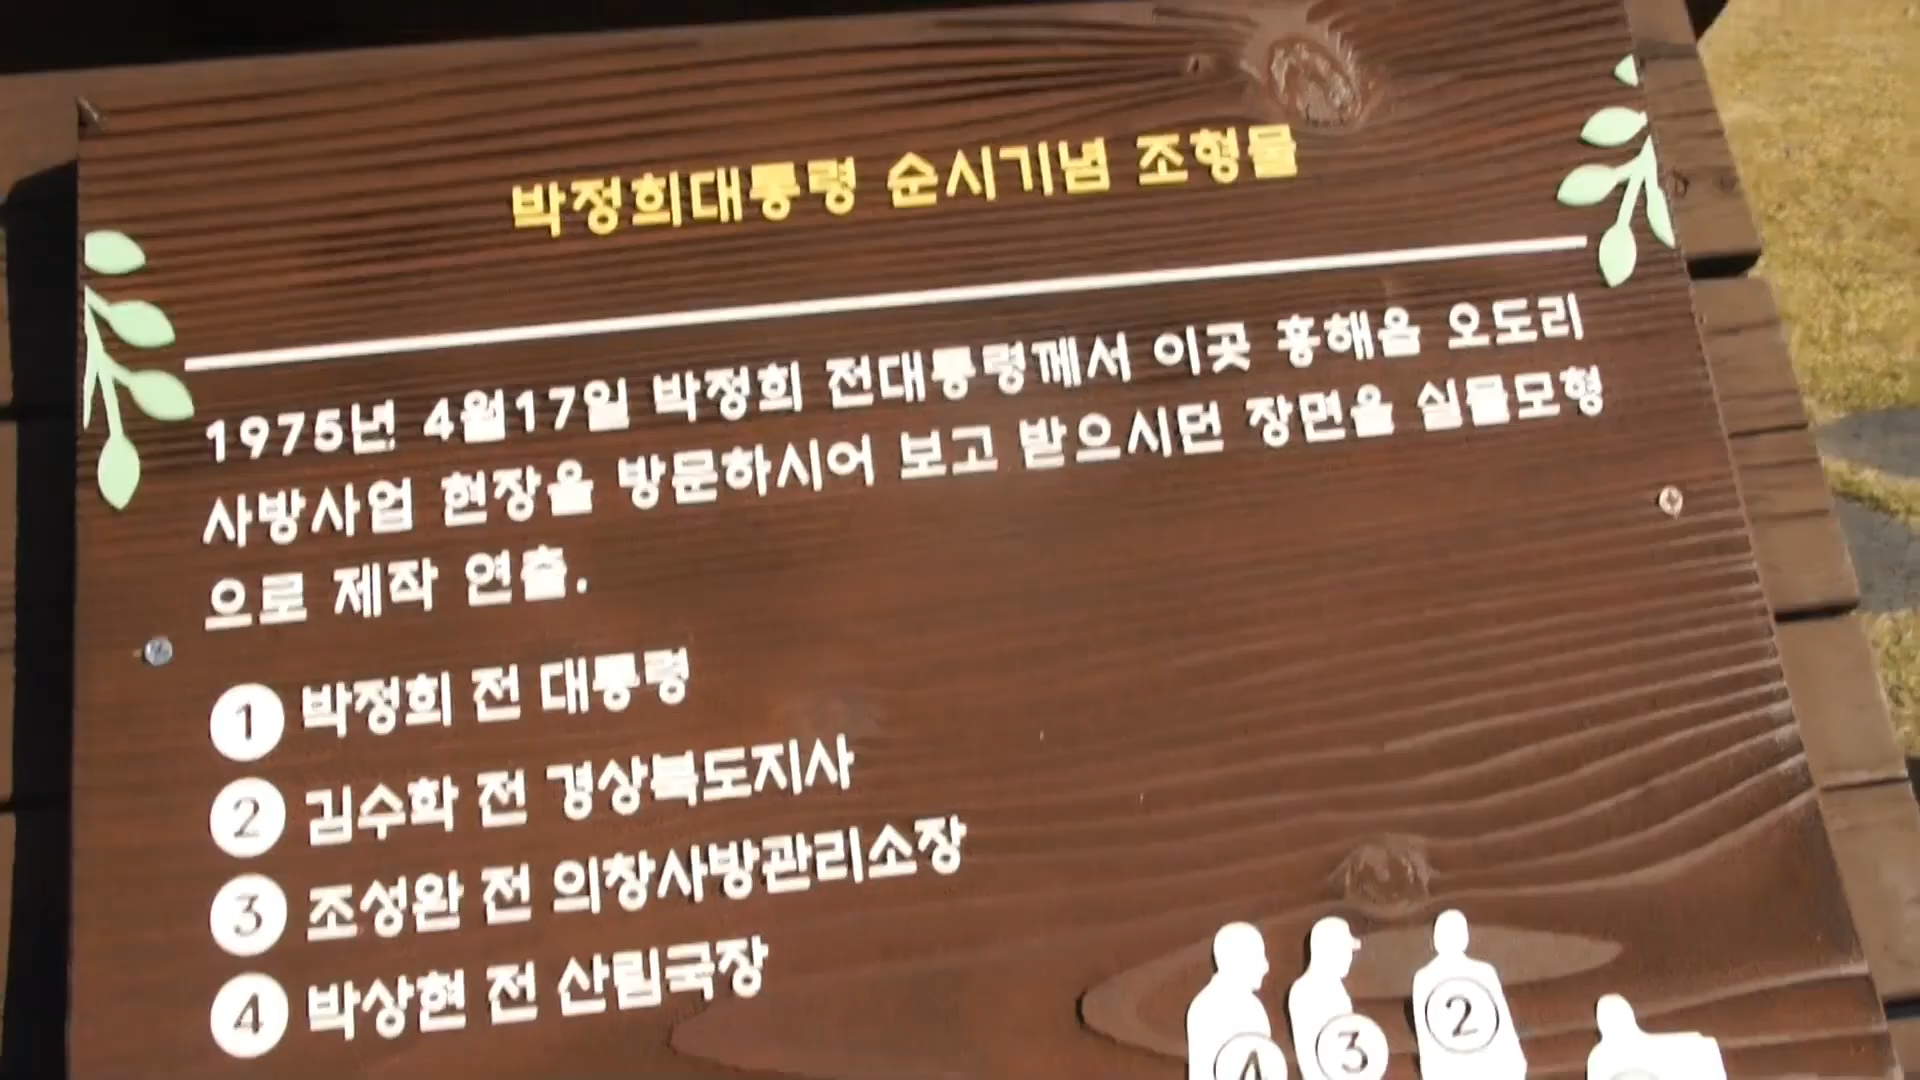 박정희대통령 순시기념 조형물
1975년 4월17일 박정희 전대통령께서 이곳 흥해읍 오도리
사방사업 현장을 방문하시어 보고 받으시던 장면을 실물모형
으로 제작 연출.
1 박정희 전 대통령
2 김수학 전 경상북도지사
3 조성완 전 의창사방관리소장
4 박상현 전 산림국장
4 3 2